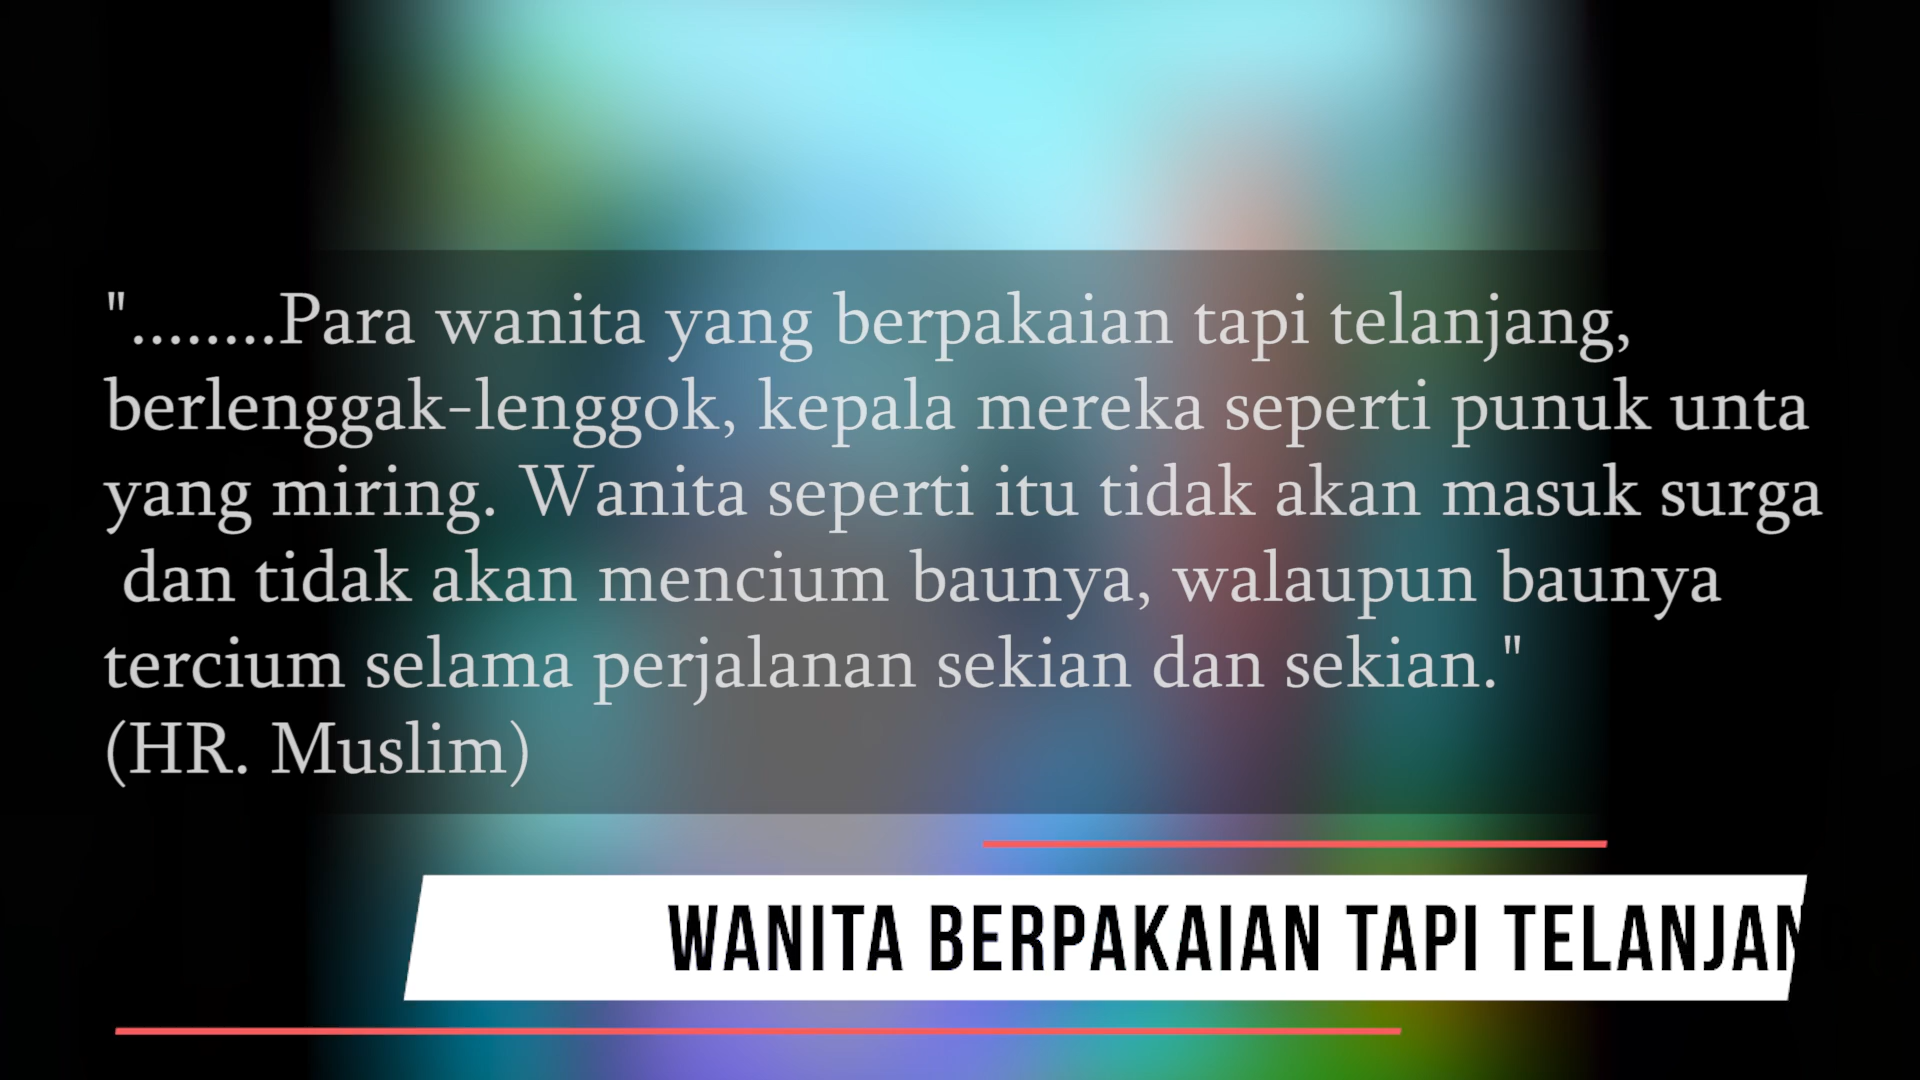 "........Para wanita yang berpakaian tapi telanjang,
berlenggak-lenggok, kepala mereka seperti punuk unta
yang miring. Wanita seperti itu tidak akan masuk surga
dan tidak akan mencium baunya, walaupun baunya
tercium selama perjalanan sekian dan sekian."
(HR. Muslim)
WANITA BERPAKAIAN TAPI TELANJAN